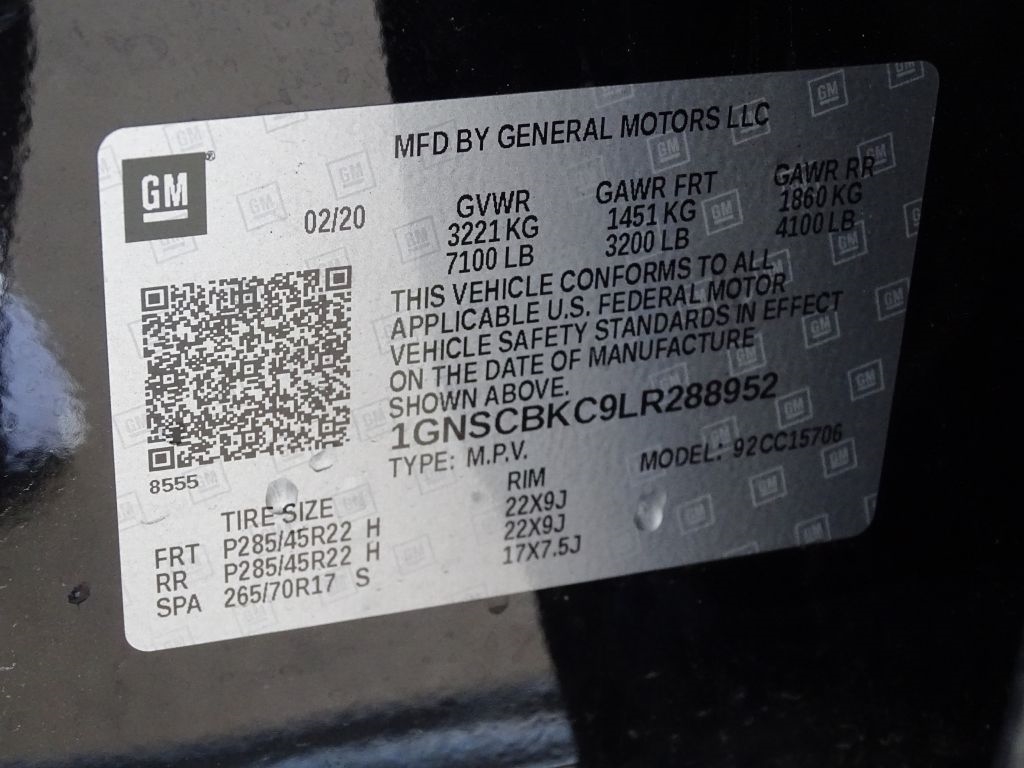 MFD BY GENERAL MOTORS LLC
GM
02/20
GVWR
3221 KG
7100 LB
GAWR FRT
1451 KG
3200 LB
GAWR RR
1860 KG
4100 LB
THIS VEHICLE CONFORMS TO ALL
APPLICABLE U.S. FEDERAL MOTOR
VEHICLE SAFETY STANDARDS IN EFFECT
ON THE DATE OF MANUFACTURE
SHOWN ABOVE.
1GNSCBKC9LR288952
TYPE: M.P.V.
MODEL: 92CC15706
8555
TIRE SIZE RIM
FRT P285/45R22 H 22X9J
RR P285/45R22 H 22X9J
SPA 265/70R17 S 17X7.5J